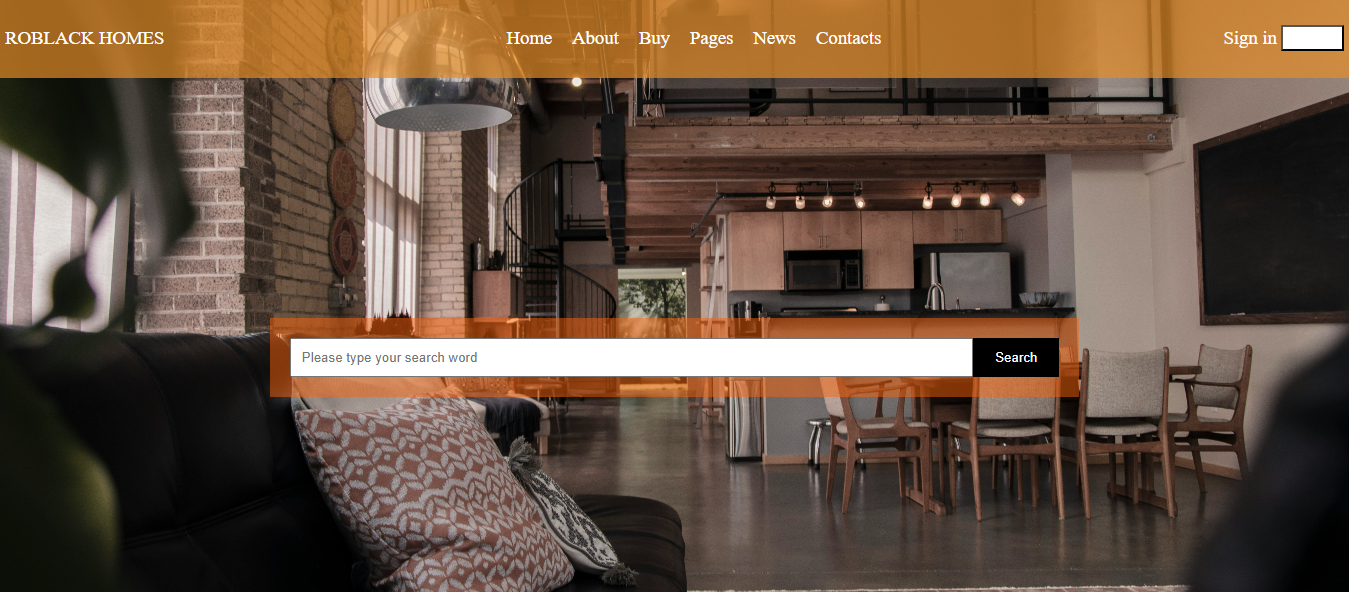 ROBLACK HOMES
Home About Buy Pages News Contacts
Sign in
Please type your search word
Search